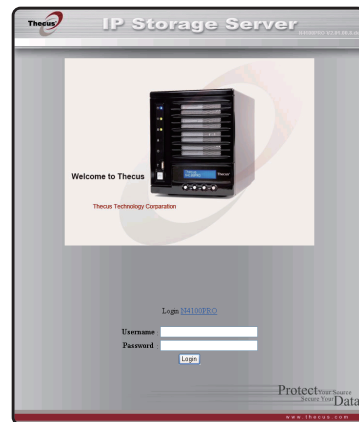 Thecus
IP Storage Server
Welcome to Thecus
Thecus Technology Corparation
Login N4100PRO
Username
Password
Login
Protect Your Source
Secure Your Data
www.thecus.com